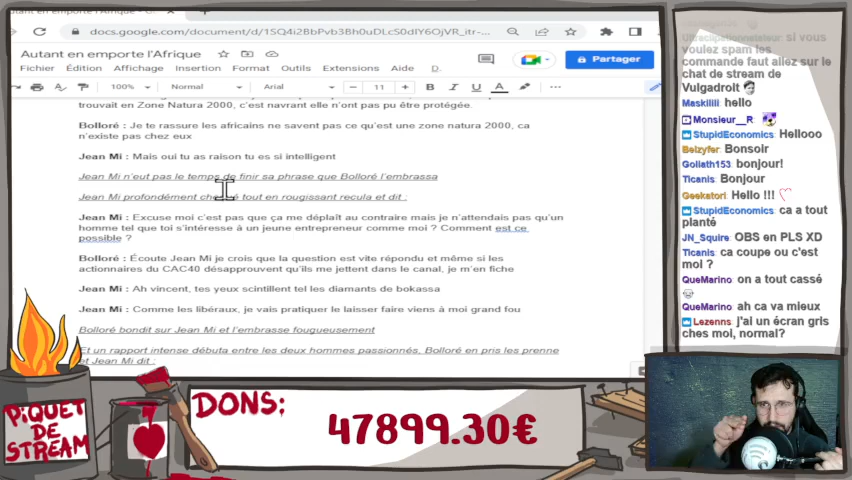 docs.google.com/document/d/1SQ4i2BbPvb3Bh0uDLcS0dIY6OjVR_itr-...
Autant en emporte l'Afrique
Fichier Édition Affichage Insertion Format Outils Extensions Aide D.
Partager
100% Normal Arial 11
trouvait en Zone Natura 2000, c'est navrant elle n'ont pas pu être protégée.
Bolloré : Je te rassure les africains ne savent pas ce qu'est une zone natura 2000, ca
n'existe pas chez eux
Jean Mi : Mais oui tu as raison tu es si intelligent
Jean Mi n'eut pas le temps de finir sa phrase que Bolloré l'embrassa
Jean Mi profondément tout en rougissant recula et dit :
Jean Mi : Excuse moi c'est pas que ça me déplaît au contraire mais je n'attendais pas qu'un
homme tel que toi s'intéresse à un jeune entrepreneur comme moi ? Comment est ce
possible ?
Bolloré : Écoute Jean Mi je crois que la question est vite répondu et même si les
actionnaires du CAC40 désapprouvent qu'ils me jettent dans le canal, je m'en fiche
Jean Mi : Ah vincent, tes yeux scintillent tel les diamants de bokassa
Jean Mi : Comme les libéraux, je vais pratiquer le laisser faire viens à moi grand fou
Bolloré bondit sur Jean Mi et l'embrasse fougueusement
Et un rapport intense débuta entre les deux hommes passionnés, Bolloré en pris les prenne
et Jean Mi dit :
si vous
voulez spam les
commande faut allez sur le
chat de stream de
Vulgadroit
Maskilili hello
Monsieur__R
StupidEconomics: Hellooo
Belzyfer: Bonsoir
Goliath153: bonjour!
Ticanis: Bonjour
Geekatori: Hello !!!
StupidEconomics: ca a tout
planté
JN_Squire: OBS en PLS XD
Ticanis: ca coupe ou c'est
moi ?
QueMarino: on a tout cassé
QueMarino: ah ca va mieux
Lezenns: j'ai un écran gris
ches moi, normal?
PIQUET
DE
STREAM
DONS:
47899.30€